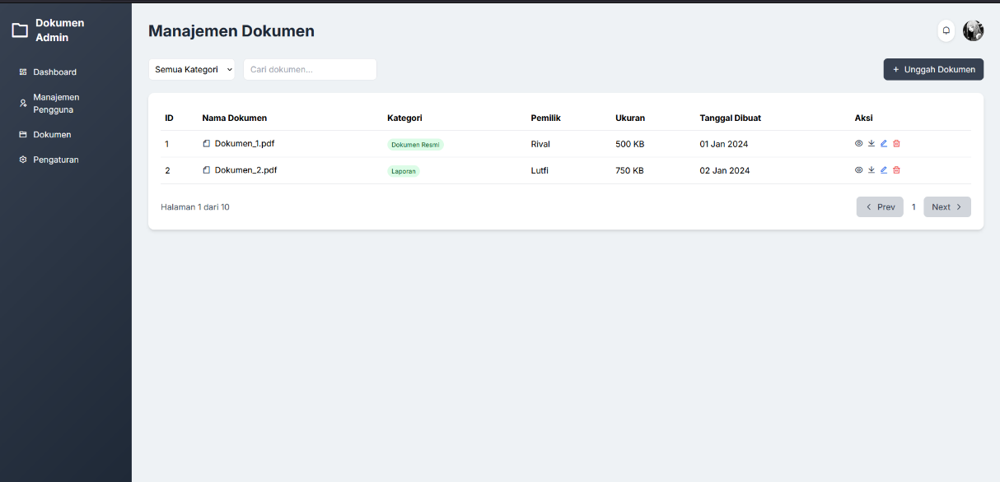 Dokumen
Admin
Dashboard
Manajemen
Pengguna
Dokumen
Pengaturan
Manajemen Dokumen
Semua Kategori
Cari dokumen...
+ Unggah Dokumen
ID Nama Dokumen Kategori Pemilik Ukuran Tanggal Dibuat Aksi
1 Dokumen_1.pdf Dokumen Resmi Rival 500 KB 01 Jan 2024
2 Dokumen_2.pdf Laporan Lutfi 750 KB 02 Jan 2024
Halaman 1 dari 10
Prev 1 Next